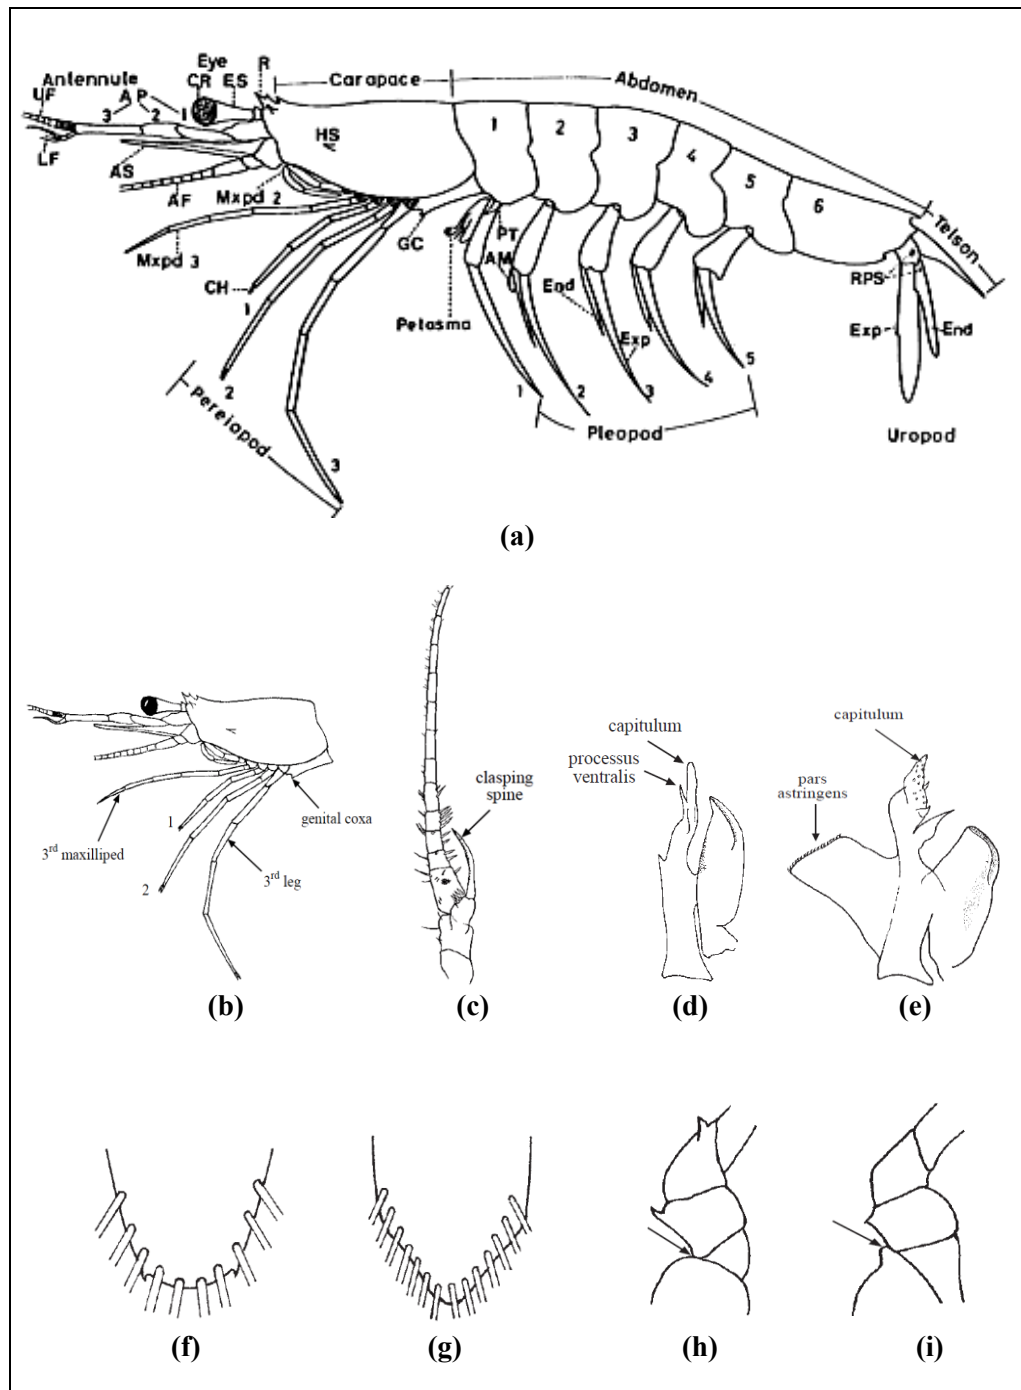 Eye R
Antennule CR ES Carapace Abdomen
UF A P
3 2 1
LF HS 1 2 3 4 5 6
AS
AF Mxpd 2
Mxpd 3 GC PT
AM
CH End Telson
1 Petasma RPS
Exp Exp End
2 1 2 3 4 5
Pereiopod Pleopod Uropod
3
(a)
capitulum
processus
ventralis
capitulum
clasping
spine
pars
astringens
genital coxa
1
3rd maxilliped
2
3rd leg
(b) (c) (d) (e)
(f) (g) (h) (i)